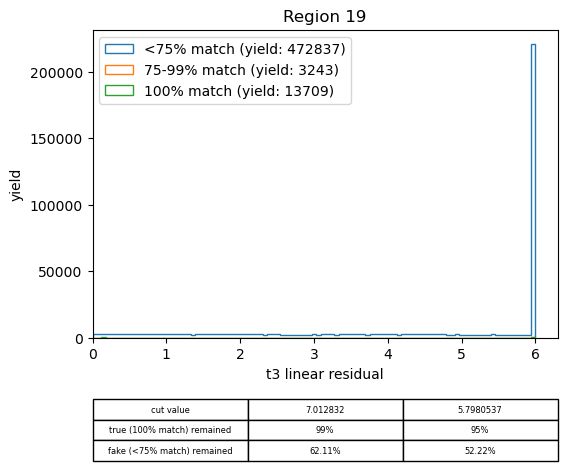 Region 19
<75% match (yield: 472837)
75-99% match (yield: 3243)
100% match (yield: 13709)
yield
200000
150000
100000
50000
0
0 1 2 3 4 5 6
t3 linear residual
cut value 7.012832 5.7980537
true (100% match) remained 99% 95%
fake (<75% match) remained 62.11% 52.22%